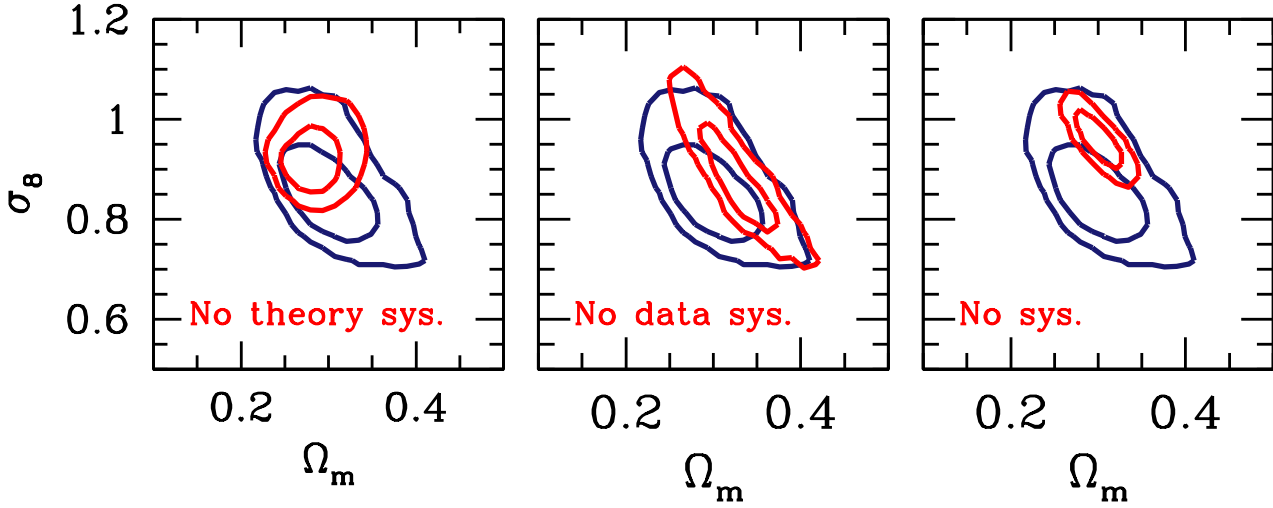 1.2
1
0.8
0.6
σ8
No theory sys.
No data sys.
No sys.
0.2 0.4
0.2 0.4
0.2 0.4
Ωm
Ωm
Ωm